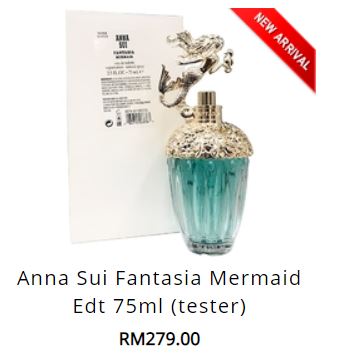 NEW ARRIVAL
ANNA
SUI
FANTASIA
MERMAID
Anna Sui Fantasia Mermaid
Edt 75ml (tester)
RM279.00